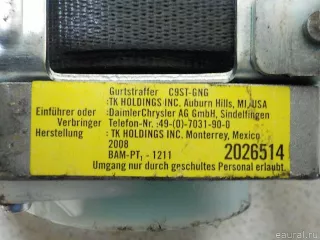 Gurtstraffer C9ST-GNG
:TK HOLDINGS INC. Auburn Hills, MI, USA
Einführer oder :DaimlerChrysler AG GmbH, Sindelfingen
Verbringer Telefon-Nr.:49-(0)-7031-90-0
Herstellung :TK HOLDINGS INC. Monterrey, Mexico
2008
BAM-PT₁ - 1211 2026514
Umgang nur durch geschultes Personal erlaubt.
euauto.ru